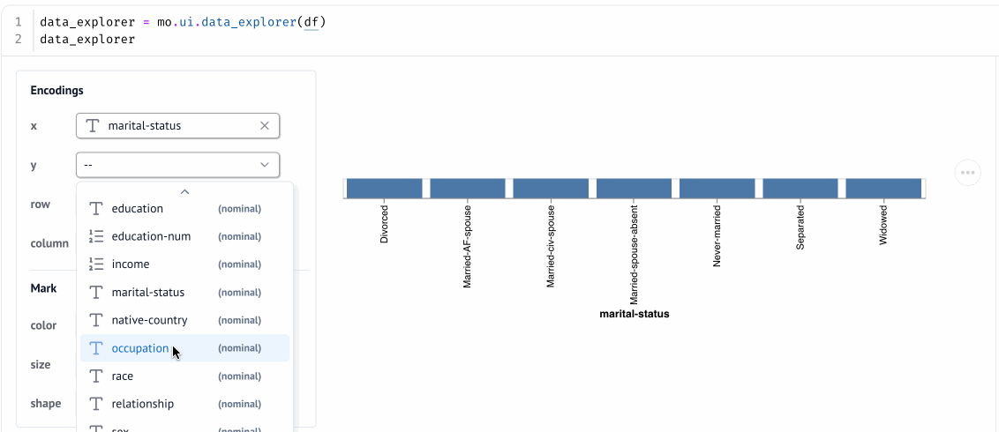 1 data_explorer = mo.ui.data_explorer(df)
2 data_explorer
Encodings
x marital-status
y --
row
column
education (nominal)
education-num (nominal)
income (nominal)
marital-status (nominal)
native-country (nominal)
occupation (nominal)
race (nominal)
relationship (nominal)
Mark
color
size
shape
Divorced
Married-AF-spouse
Married-civ-spouse
Married-spouse-absent
Never-married
Separated
Widowed
marital-status